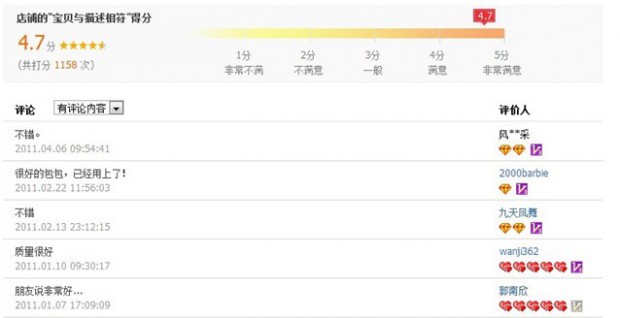 店铺的"宝贝与描述相符"得分
4.7
4.7分
(共打分 1158 次)
1分 2分 3分 4分 5分
非常不满 不满意 一般 满意 非常满意
评论 有评论内容 评价人
不错。 风**采
2011.04.06 09:54:41
很好的包包，已经用上了! 2000barbie
2011.02.22 11:56:03
不错 九天凤舞
2011.02.13 23:12:15
质量很好 wanji362
2011.01.10 09:30:17
朋友说非常好... 郭南欣
2011.01.07 17:09:09